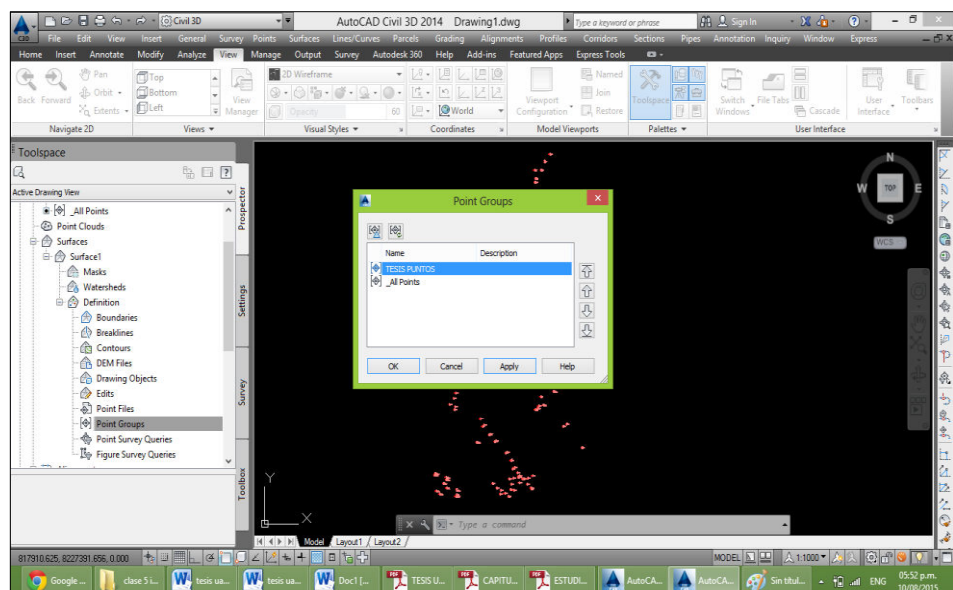 Civil 3D AutoCAD Civil 3D 2014 Drawing1.dwg Type a keyword or phrase Sign In
File Edit View Insert General Survey Points Surfaces Lines/Curves Parcels Grading Alignments Profiles Corridors Sections Pipes Annotation Inquiry Window Express
Home Insert Annotate Modify Analyze View Manage Output Survey Autodesk 360 Help Add-ins Featured Apps Express Tools
Back Forward
Pan
Orbit
Extents
Top
Bottom
Left
View Manager
2D Wireframe
Opacity 60
World
Viewport Configuration
Named
Join
Restore
Toolspace
Switch Windows
File Tabs
Cascade
User Interface
Toolbars
Navigate 2D Views Visual Styles Coordinates Model Viewports Palettes User Interface
Toolspace
Active Drawing View
_All Points
Point Clouds
Surfaces
Surface1
Masks
Watersheds
Definition
Boundaries
Breaklines
Contours
DEM Files
Drawing Objects
Edits
Point Files
Point Groups
Point Survey Queries
Figure Survey Queries
Prospector
Settings
Survey
Toolbox
Point Groups
Name Description
TESIS PUNTOS
_All Points
OK Cancel Apply Help
N
W TOP E
S
WCS
Y
X
Type a command
Model Layout1 Layout2
817910.625, 8227391.656, 0.000 MODEL 1:1000
Google ... clase 5 i... tesis ua... tesis ua... Doc1 [... TESIS U... CAPITU... ESTUDI... AutoCA... AutoCA... Sin títul... ENG 05:52 p.m.
10/08/2015